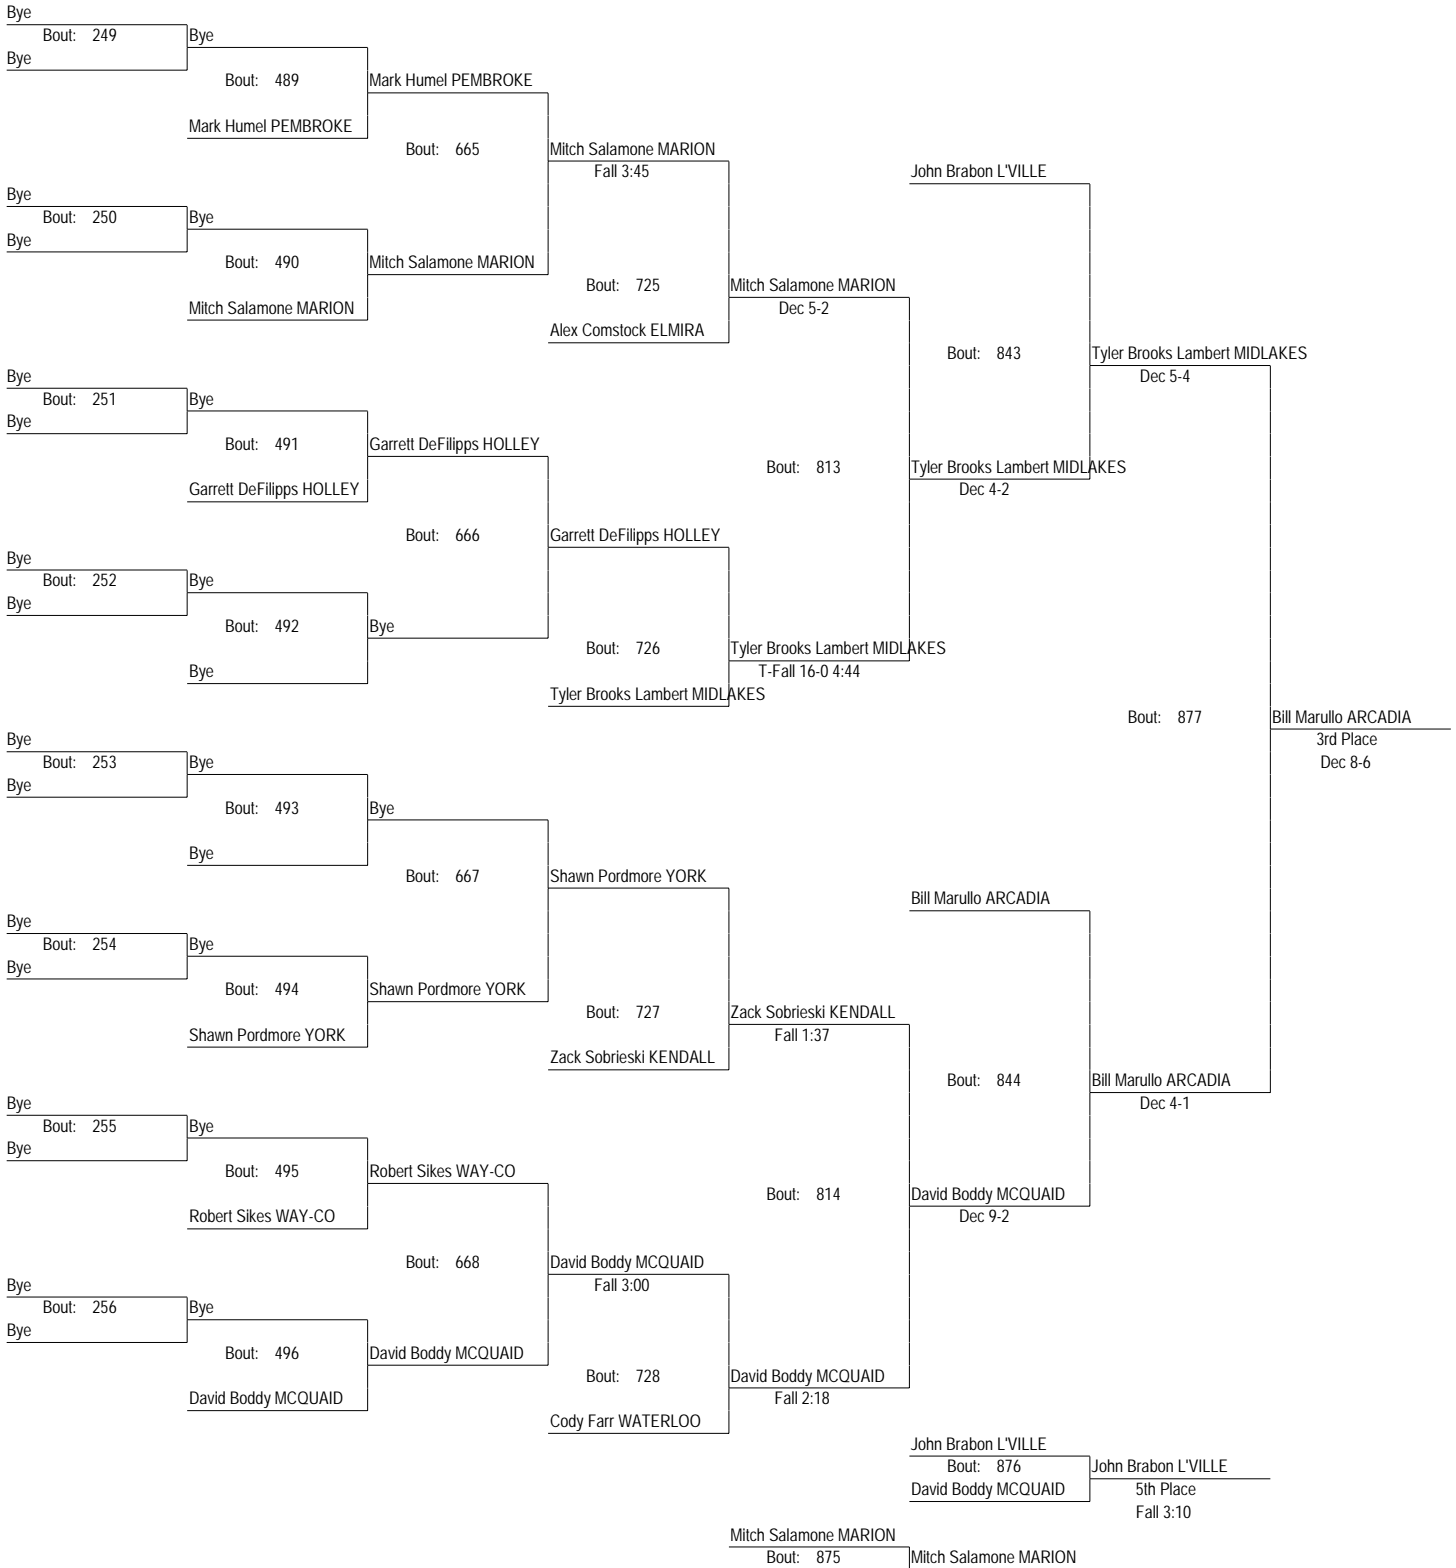 Bye
Bout: 249 Bye
Bye
Bout: 489 Mark Humel PEMBROKE
Mark Humel PEMBROKE
Bout: 665 Mitch Salamone MARION
Fall 3:45 John Brabon L'VILLE
Bye
Bout: 250 Bye
Bye
Bout: 490 Mitch Salamone MARION
Bout: 725 Mitch Salamone MARION
Mitch Salamone MARION Dec 5-2
Alex Comstock ELMIRA
Bout: 843 Tyler Brooks Lambert MIDLAKES
Bye Dec 5-4
Bout: 251 Bye
Bye
Bout: 491 Garrett DeFilipps HOLLEY
Bout: 813 Tyler Brooks Lambert MIDLAKES
Garrett DeFilipps HOLLEY Dec 4-2
Bout: 666 Garrett DeFilipps HOLLEY
Bye
Bout: 252 Bye
Bye
Bout: 492 Bye
Bout: 726 Tyler Brooks Lambert MIDLAKES
Bye T-Fall 16-0 4:44
Tyler Brooks Lambert MIDLAKES
Bout: 877 Bill Marullo ARCADIA
Bye 3rd Place
Bout: 253 Bye Dec 8-6
Bye
Bout: 493 Bye
Bye
Bout: 667 Shawn Pordmore YORK
Bill Marullo ARCADIA
Bye
Bout: 254 Bye
Bye
Bout: 494 Shawn Pordmore YORK
Bout: 727 Zack Sobrieski KENDALL
Shawn Pordmore YORK Fall 1:37
Zack Sobrieski KENDALL
Bout: 844 Bill Marullo ARCADIA
Bye Dec 4-1
Bout: 255 Bye
Bye
Bout: 495 Robert Sikes WAY-CO
Bout: 814 David Boddy MCQUAID
Robert Sikes WAY-CO Dec 9-2
Bout: 668 David Boddy MCQUAID
Bye Fall 3:00
Bout: 256 Bye
Bye
Bout: 496 David Boddy MCQUAID
Bout: 728 David Boddy MCQUAID
David Boddy MCQUAID Fall 2:18
Cody Farr WATERLOO
John Brabon L'VILLE
Bout: 876 John Brabon L'VILLE
David Boddy MCQUAID 5th Place
Fall 3:10
Mitch Salamone MARION
Bout: 875 Mitch Salamone MARION